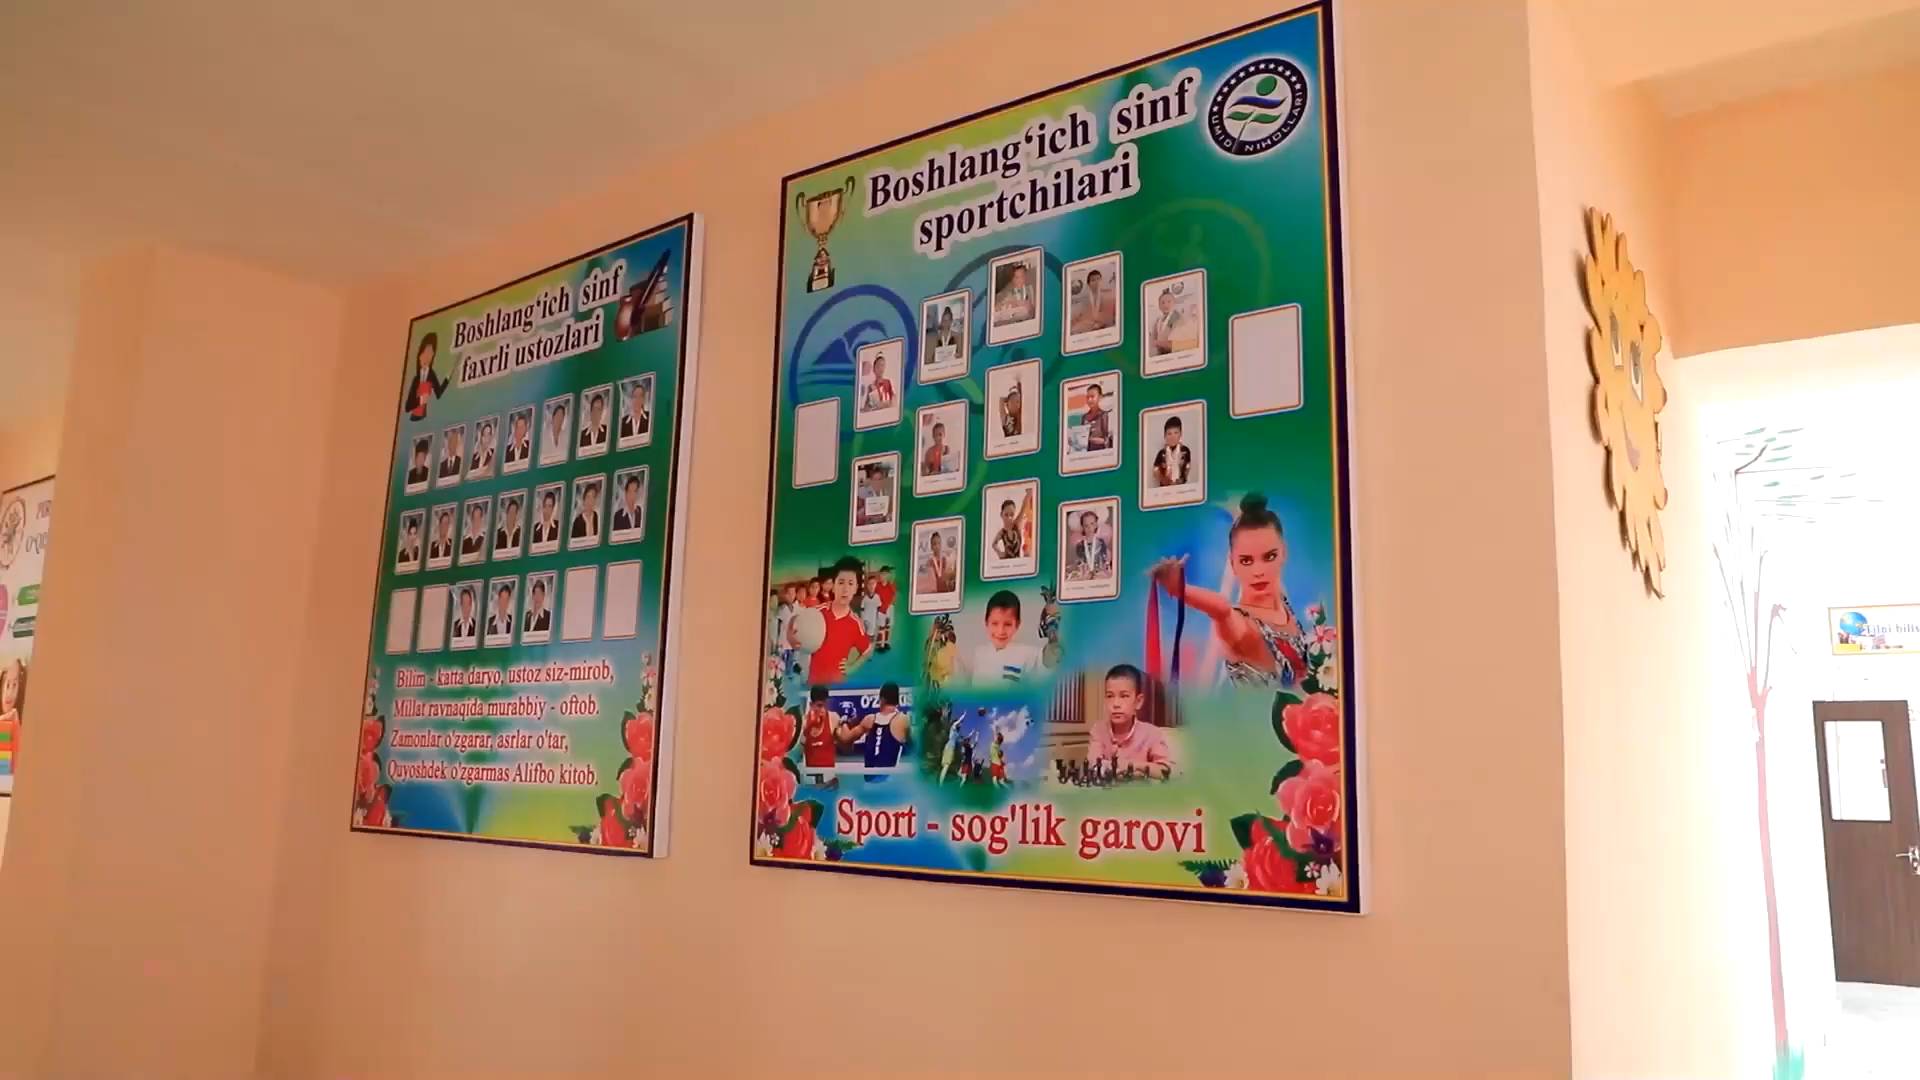 Boshlang‘ich sinf
faxrli ustozlari
Bilim - katta daryo, ustoz siz-mirob,
Millat ravnaqida murabbiy - oftob.
Zamonlar o'zgarar, asrlar o'tar,
Quyoshdek o'zgarmas Alifbo kitob.
Boshlang‘ich sinf
sportchilari
UMID NIHOLLARI
Sport - sog'lik garovi